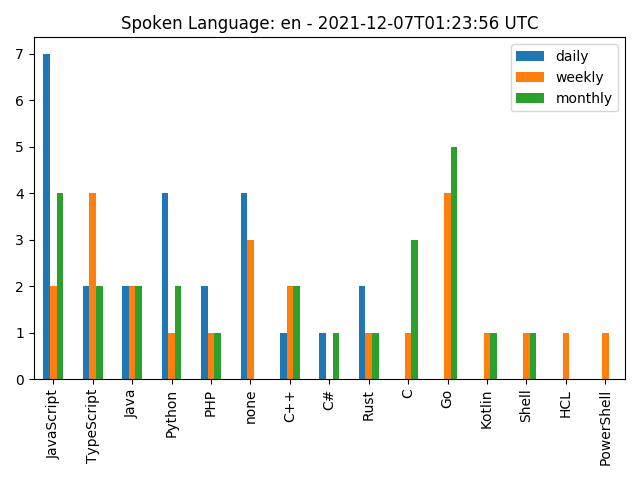 Spoken Language: en - 2021-12-07T01:23:56 UTC
daily
weekly
monthly
7
6
5
4
3
2
1
0
JavaScript
TypeScript
Java
Python
PHP
none
C++
C#
Rust
C
Go
Kotlin
Shell
HCL
PowerShell